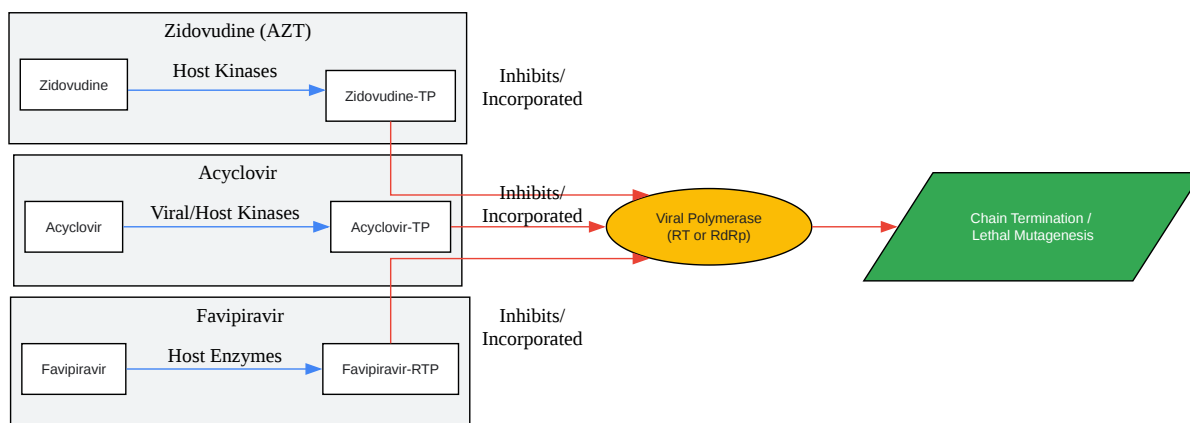 Zidovudine (AZT)
Host Kinases
Zidovudine
Zidovudine-TP
Inhibits/
Incorporated
Acyclovir
Viral/Host Kinases
Acyclovir
Acyclovir-TP
Inhibits/
Incorporated
Viral Polymerase
(RT or RdRp)
Chain Termination /
Lethal Mutagenesis
Favipiravir
Host Enzymes
Favipiravir
Favipiravir-RTP
Inhibits/
Incorporated